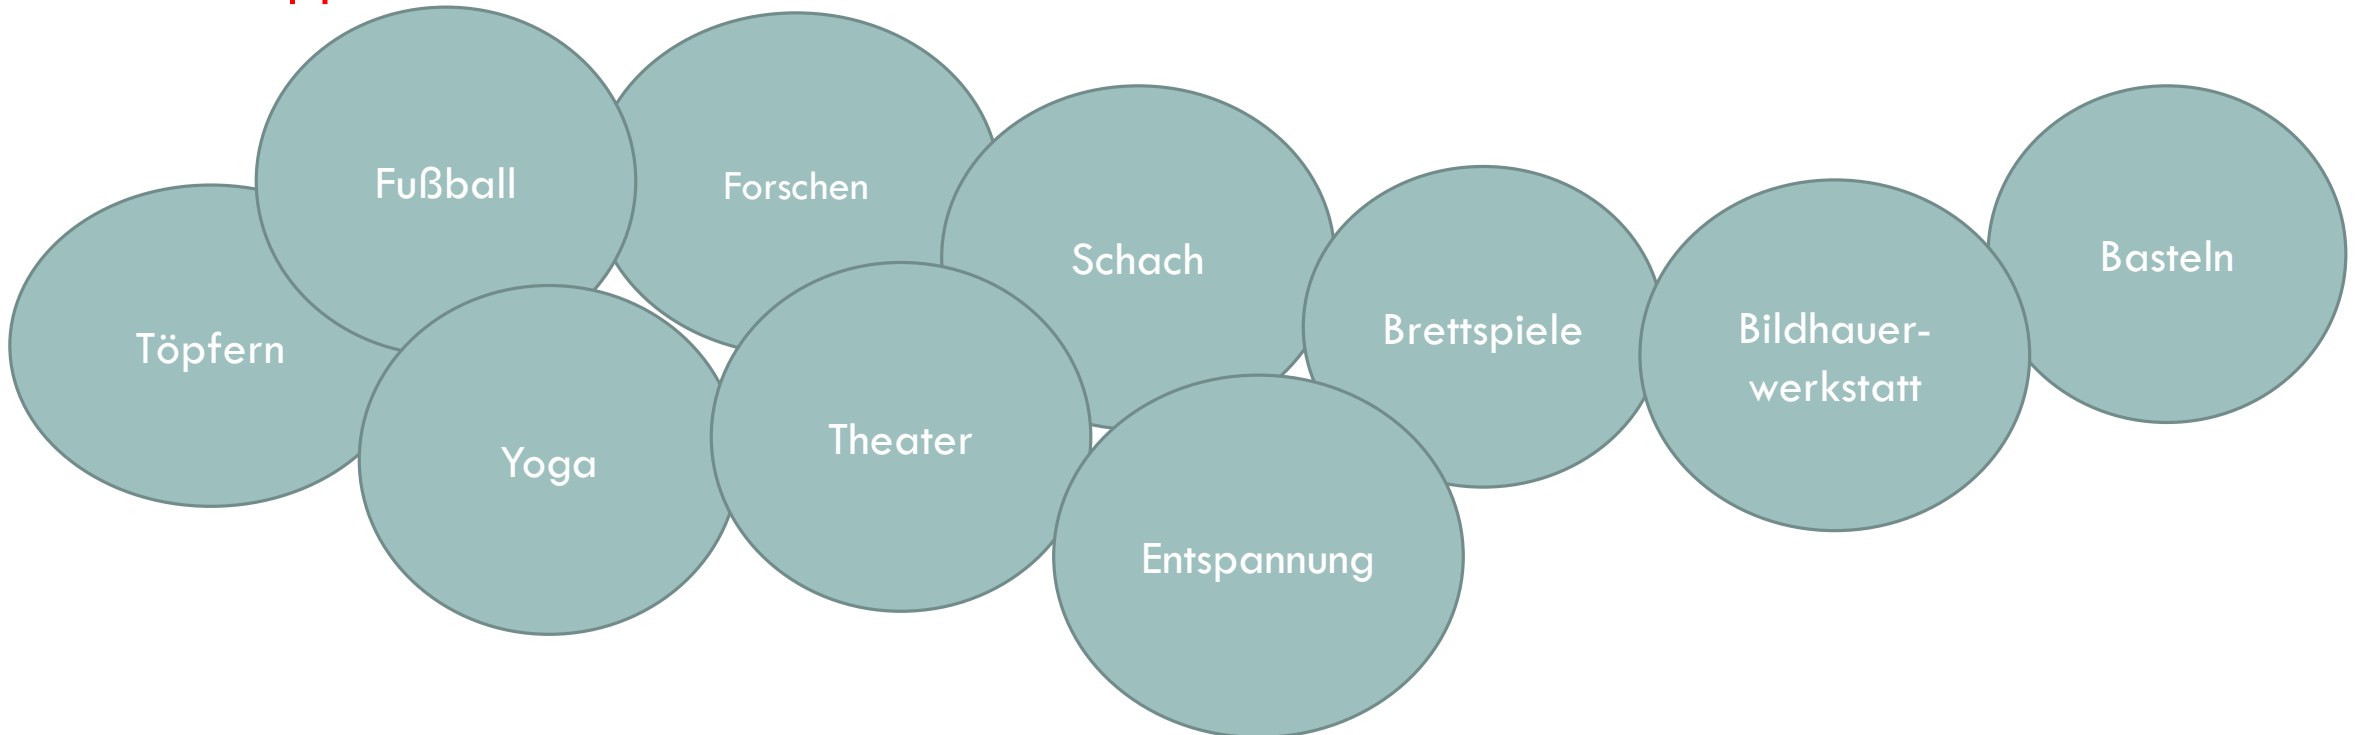 Fußball
Forschen
Schach
Basteln
Töpfern
Brettspiele
Bildhauer-
werkstatt
Yoga
Theater
Entspannung